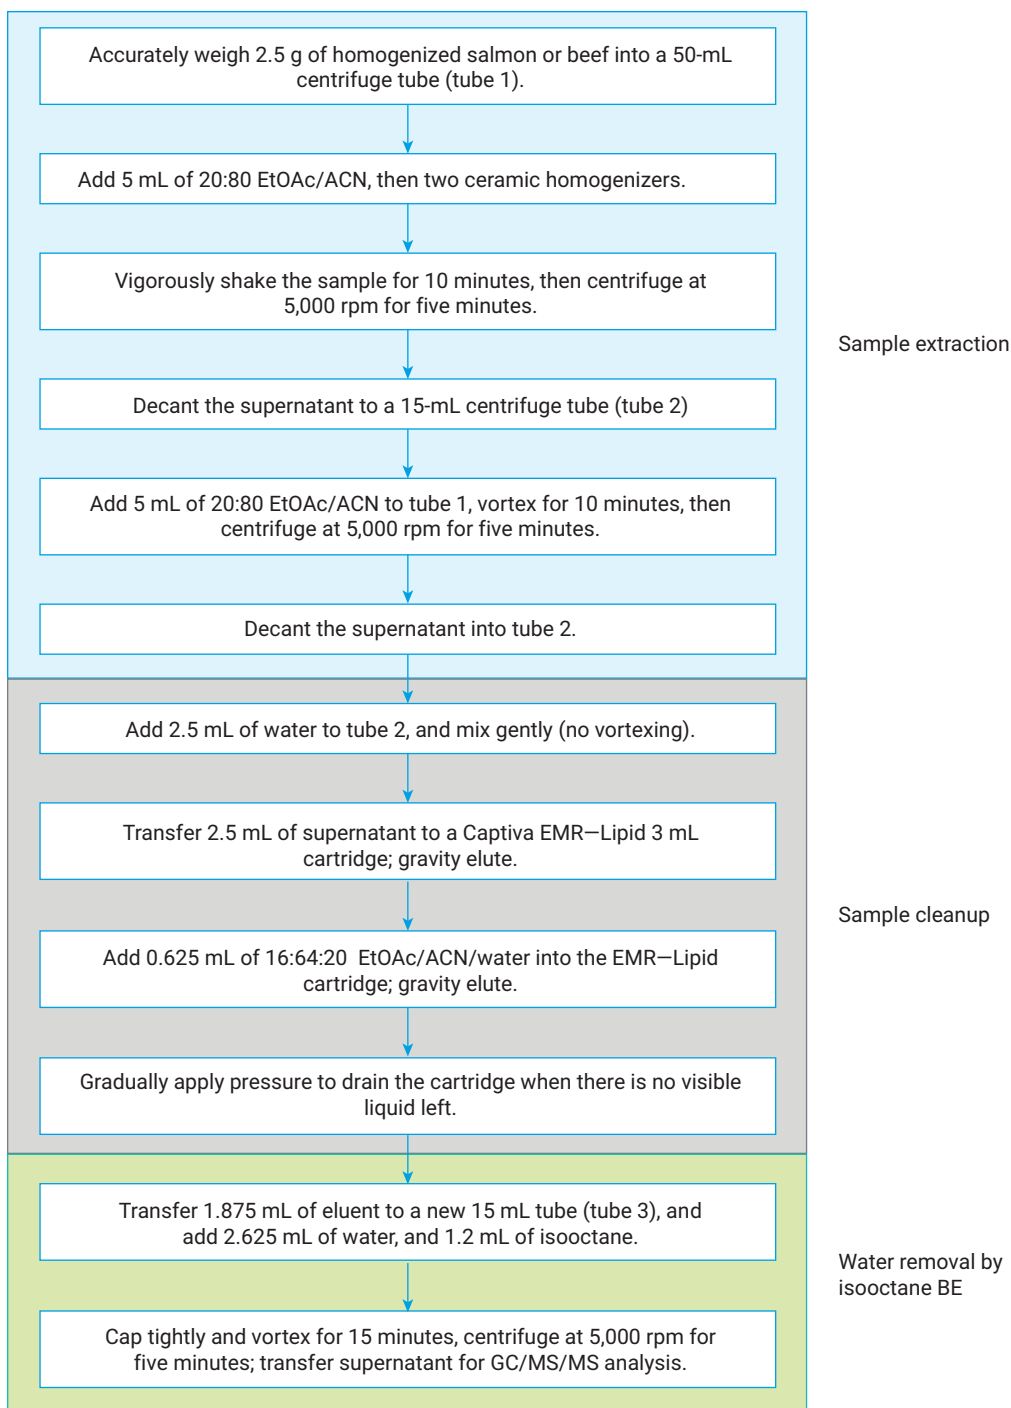 Accurately weigh 2.5 g of homogenized salmon or beef into a 50-mL
centrifuge tube (tube 1).
Add 5 mL of 20:80 EtOAc/ACN, then two ceramic homogenizers.
Vigorously shake the sample for 10 minutes, then centrifuge at
5,000 rpm for five minutes.
Sample extraction
Decant the supernatant to a 15-mL centrifuge tube (tube 2)
Add 5 mL of 20:80 EtOAc/ACN to tube 1, vortex for 10 minutes, then
centrifuge at 5,000 rpm for five minutes.
Decant the supernatant into tube 2.
Add 2.5 mL of water to tube 2, and mix gently (no vortexing).
Transfer 2.5 mL of supernatant to a Captiva EMR—Lipid 3 mL
cartridge; gravity elute.
Sample cleanup
Add 0.625 mL of 16:64:20 EtOAc/ACN/water into the EMR—Lipid
cartridge; gravity elute.
Gradually apply pressure to drain the cartridge when there is no visible
liquid left.
Transfer 1.875 mL of eluent to a new 15 mL tube (tube 3), and
add 2.625 mL of water, and 1.2 mL of isooctane.
Water removal by
isooctane BE
Cap tightly and vortex for 15 minutes, centrifuge at 5,000 rpm for
five minutes; transfer supernatant for GC/MS/MS analysis.